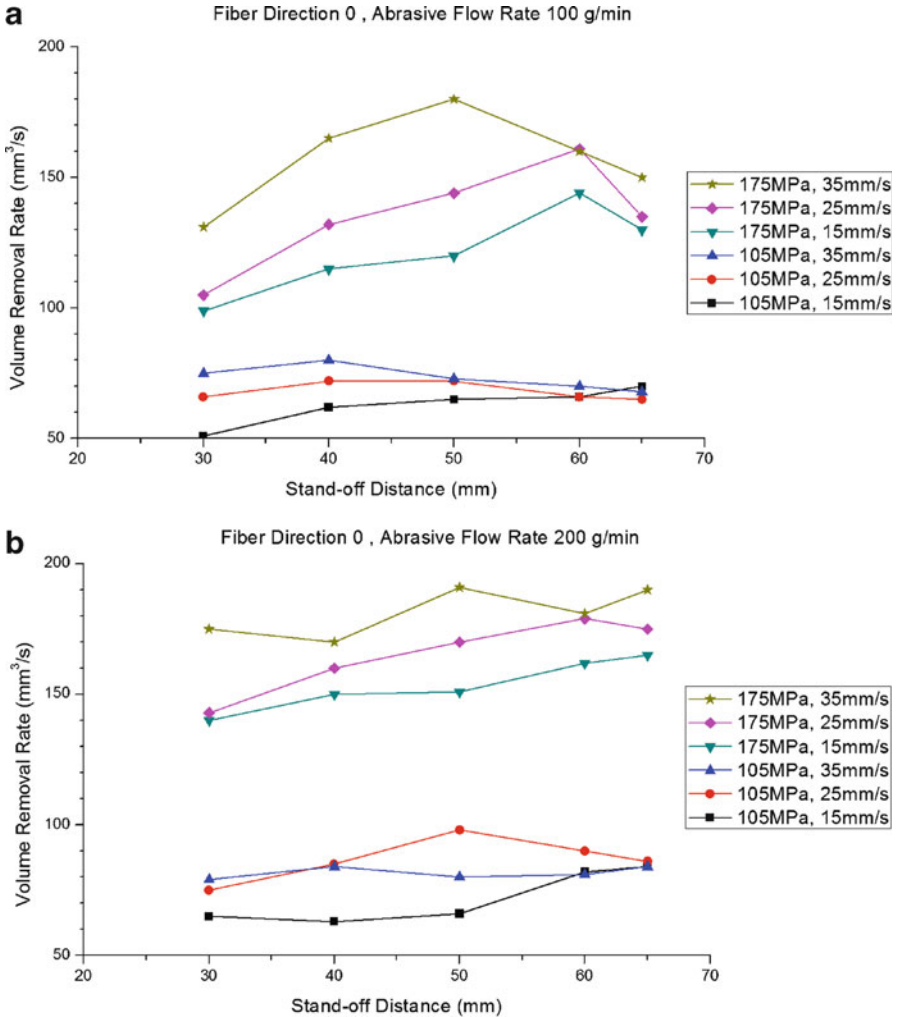 a
Fiber Direction 0 , Abrasive Flow Rate 100 g/min
Volume Removal Rate (mm³/s)
200
150
100
50
20 30 40 50 60 70
Stand-off Distance (mm)
175MPa, 35mm/s
175MPa, 25mm/s
175MPa, 15mm/s
105MPa, 35mm/s
105MPa, 25mm/s
105MPa, 15mm/s
b
Fiber Direction 0 , Abrasive Flow Rate 200 g/min
Volume Removal Rate (mm³/s)
200
150
100
50
20 30 40 50 60 70
Stand-off Distance (mm)
175MPa, 35mm/s
175MPa, 25mm/s
175MPa, 15mm/s
105MPa, 35mm/s
105MPa, 25mm/s
105MPa, 15mm/s